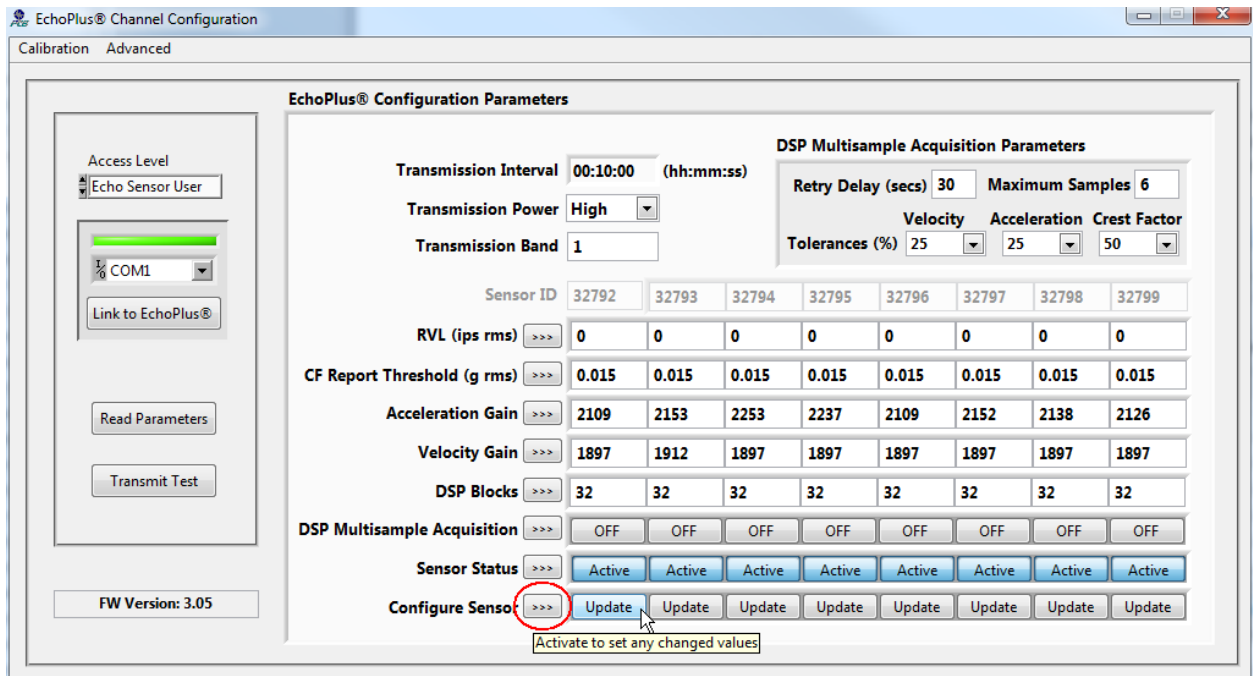 EchoPlus® Channel Configuration
Calibration Advanced
EchoPlus® Configuration Parameters
Access Level
Echo Sensor User
COM1
Link to EchoPlus®
Read Parameters
Transmit Test
FW Version: 3.05
Transmission Interval 00:10:00 (hh:mm:ss)
Transmission Power High
Transmission Band 1
DSP Multisample Acquisition Parameters
Retry Delay (secs) 30 Maximum Samples 6
Velocity Acceleration Crest Factor
Tolerances (%) 25 25 50
Sensor ID 32792 32793 32794 32795 32796 32797 32798 32799
RVL (ips rms) >>> 0 0 0 0 0 0 0 0
CF Report Threshold (g rms) >>> 0.015 0.015 0.015 0.015 0.015 0.015 0.015 0.015
Acceleration Gain >>> 2109 2153 2253 2237 2109 2152 2138 2126
Velocity Gain >>> 1897 1912 1897 1897 1897 1897 1897 1897
DSP Blocks >>> 32 32 32 32 32 32 32 32
DSP Multisample Acquisition >>> OFF OFF OFF OFF OFF OFF OFF OFF
Sensor Status >>> Active Active Active Active Active Active Active Active
Configure Sensor >>> Update Update Update Update Update Update Update Update
Activate to set any changed values